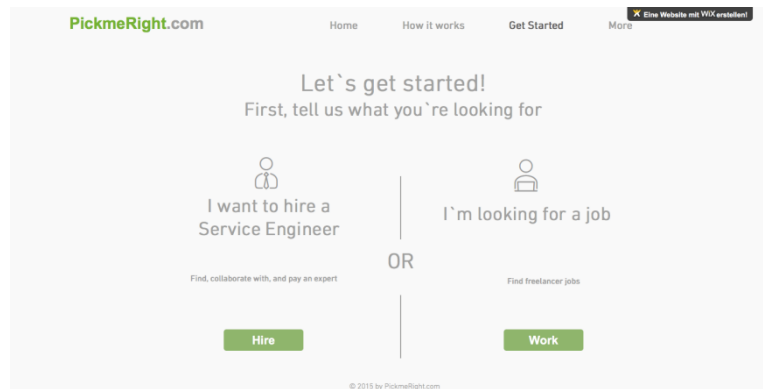 PickmeRight.com
Home
How it works
Get Started
More
Eine Website mit WiX erstellen!
Let`s get started!
First, tell us what you`re looking for
I want to hire a
Service Engineer
Find, collaborate with, and pay an expert
Hire
OR
I`m looking for a job
Find freelancer jobs
Work
© 2015 by PickmeRight.com